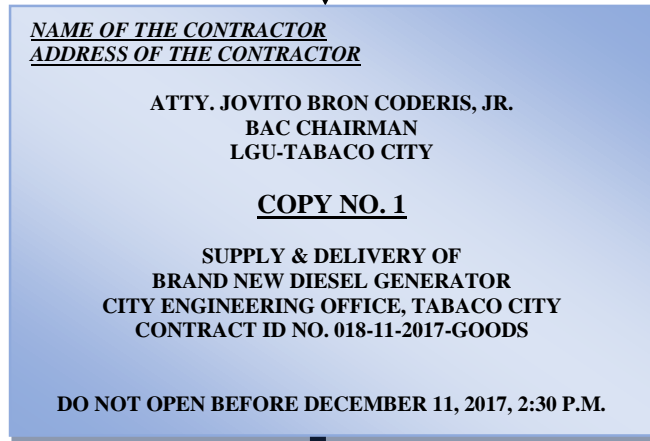 NAME OF THE CONTRACTOR
ADDRESS OF THE CONTRACTOR
ATTY. JOVITO BRON CODERIS, JR.
BAC CHAIRMAN
LGU-TABACO CITY
COPY NO. 1
SUPPLY & DELIVERY OF
BRAND NEW DIESEL GENERATOR
CITY ENGINEERING OFFICE, TABACO CITY
CONTRACT ID NO. 018-11-2017-GOODS
DO NOT OPEN BEFORE DECEMBER 11, 2017, 2:30 P.M.